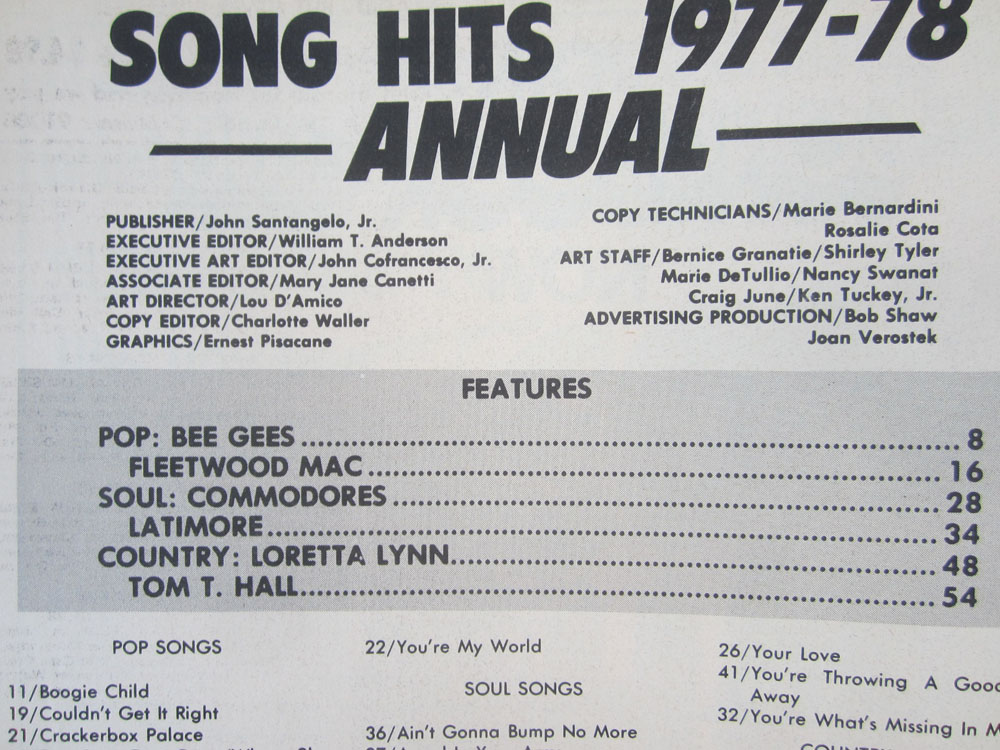 SONG HITS 1977-78
ANNUAL
PUBLISHER/John Santangelo, Jr.
EXECUTIVE EDITOR/William T. Anderson
EXECUTIVE ART EDITOR/John Cofrancesco, Jr.
ASSOCIATE EDITOR/Mary Jane Canetti
ART DIRECTOR/Lou D'Amico
COPY EDITOR/Charlotte Waller
GRAPHICS/Ernest Pisacane
COPY TECHNICIANS/Marie Bernardini
Rosalie Cota
ART STAFF/Bernice Granatie/Shirley Tyler
Marie DeTullio/Nancy Swanat
Craig June/Ken Tuckey, Jr.
ADVERTISING PRODUCTION/Bob Shaw
Joan Verostek
FEATURES
POP: BEE GEES 8
FLEETWOOD MAC 16
SOUL: COMMODORES 28
LATIMORE 34
COUNTRY: LORETTA LYNN 48
TOM T. HALL 54
POP SONGS
11/Boogie Child
19/Couldn't Get It Right
21/Crackerbox Palace
22/You're My World
SOUL SONGS
36/Ain't Gonna Bump No More
26/Your Love
41/You're Throwing A Good
Away
32/You're What's Missing In